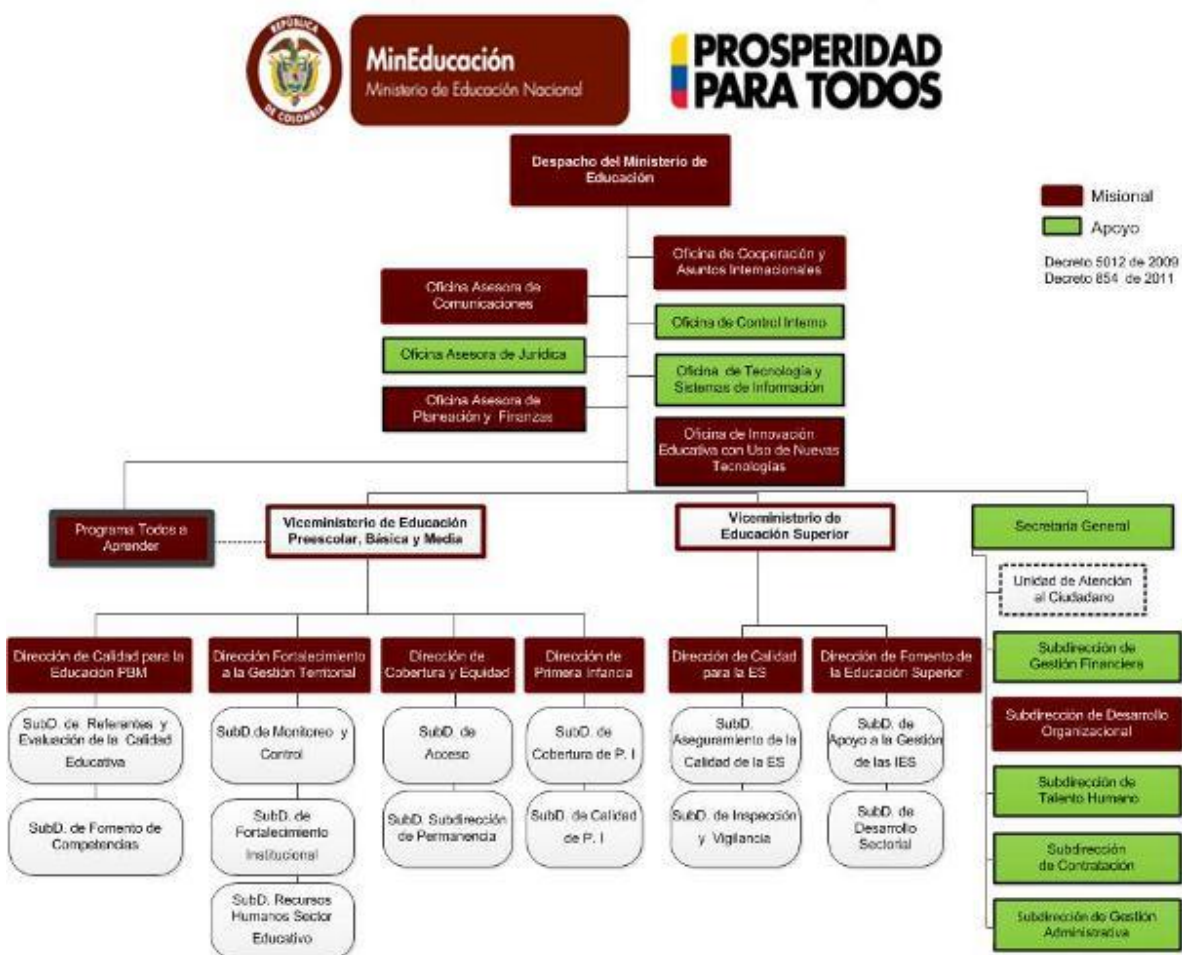 REPÚBLICA
DE COLOMBIA
MinEducación
Ministerio de Educación Nacional
PROSPERIDAD
PARA TODOS
Despacho del Ministerio de
Educación
Misional
Apoyo
Decreto 5012 de 2009
Decreto 854 de 2011
Oficina de Cooperación y
Asuntos Internacionales
Oficina Asesora de
Comunicaciones
Oficina de Control Interno
Oficina Asesora de Jurídica
Oficina de Tecnología y
Sistemas de Información
Oficina Asesora de
Planeación y Finanzas
Oficina de Innovación
Educativa con Uso de Nuevas
Tecnologías
Programa Todos a
Aprender
Viceministerio de Educación
Preescolar, Básica y Media
Viceministerio de
Educación Superior
Secretaría General
Unidad de Atención
al Ciudadano
Dirección de Calidad para la
Educación PBM
Dirección Fortalecimiento
a la Gestión Territorial
Dirección de
Cobertura y Equidad
Dirección de
Primera Infancia
Dirección de Calidad
para la ES
Dirección de Fomento de
la Educación Superior
Subdirección de
Gestión Financiera
SubD. de Referentes y
Evaluación de la Calidad
Educativa
SubD.de Monitoreo y
Control
SubD. de
Acceso
SubD. de
Cobertura de P. I
SubD.
Aseguramiento de la
Calidad de la ES
SubD. de
Apoyo a la Gestión
de las IES
Subdirección de Desarrollo
Organizacional
SubD. de Fomento de
Competencias
SubD. de
Fortalecimiento
Institucional
SubD. Subdirección
de Permanencia
SubD. de Calidad
de P. I
SubD. de Inspección
y Vigilancia
SubD. de
Desarrollo
Sectorial
Subdirección de
Talento Humano
Subdirección
de Contratación
SubD. Recursos
Humanos Sector
Educativo
Subdirección de Gestión
Administrativa